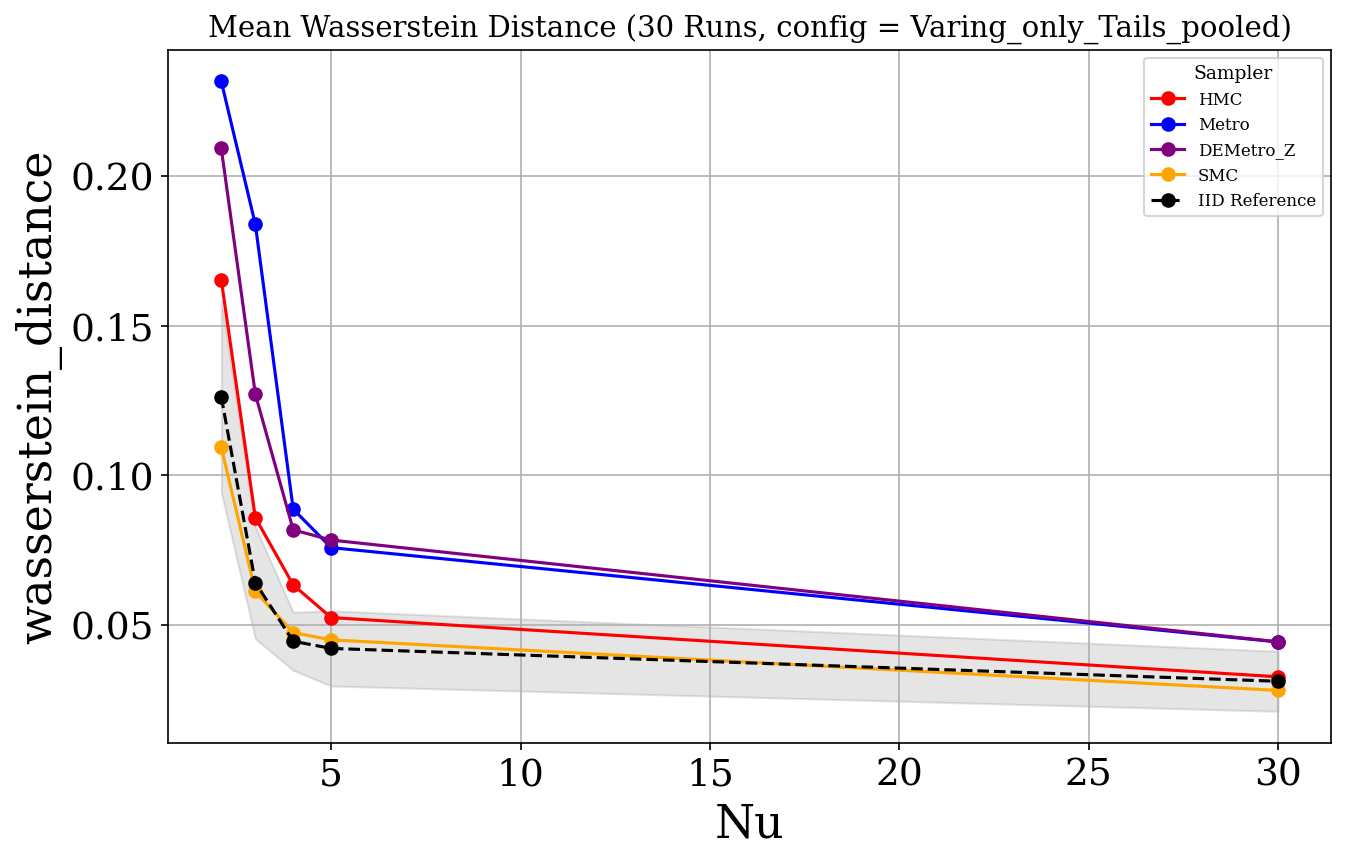 Mean Wasserstein Distance (30 Runs, config = Varing_only_Tails_pooled)
Sampler
HMC
Metro
DEMetro_Z
SMC
IID Reference
wasserstein_distance
0.20
0.15
0.10
0.05
5
10
15
20
25
30
Nu